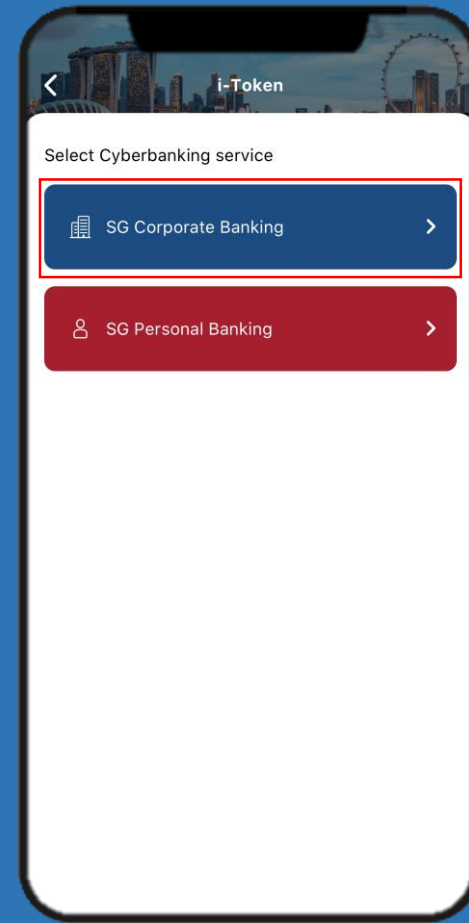 i-Token
Select Cyberbanking service
SG Corporate Banking
SG Personal Banking